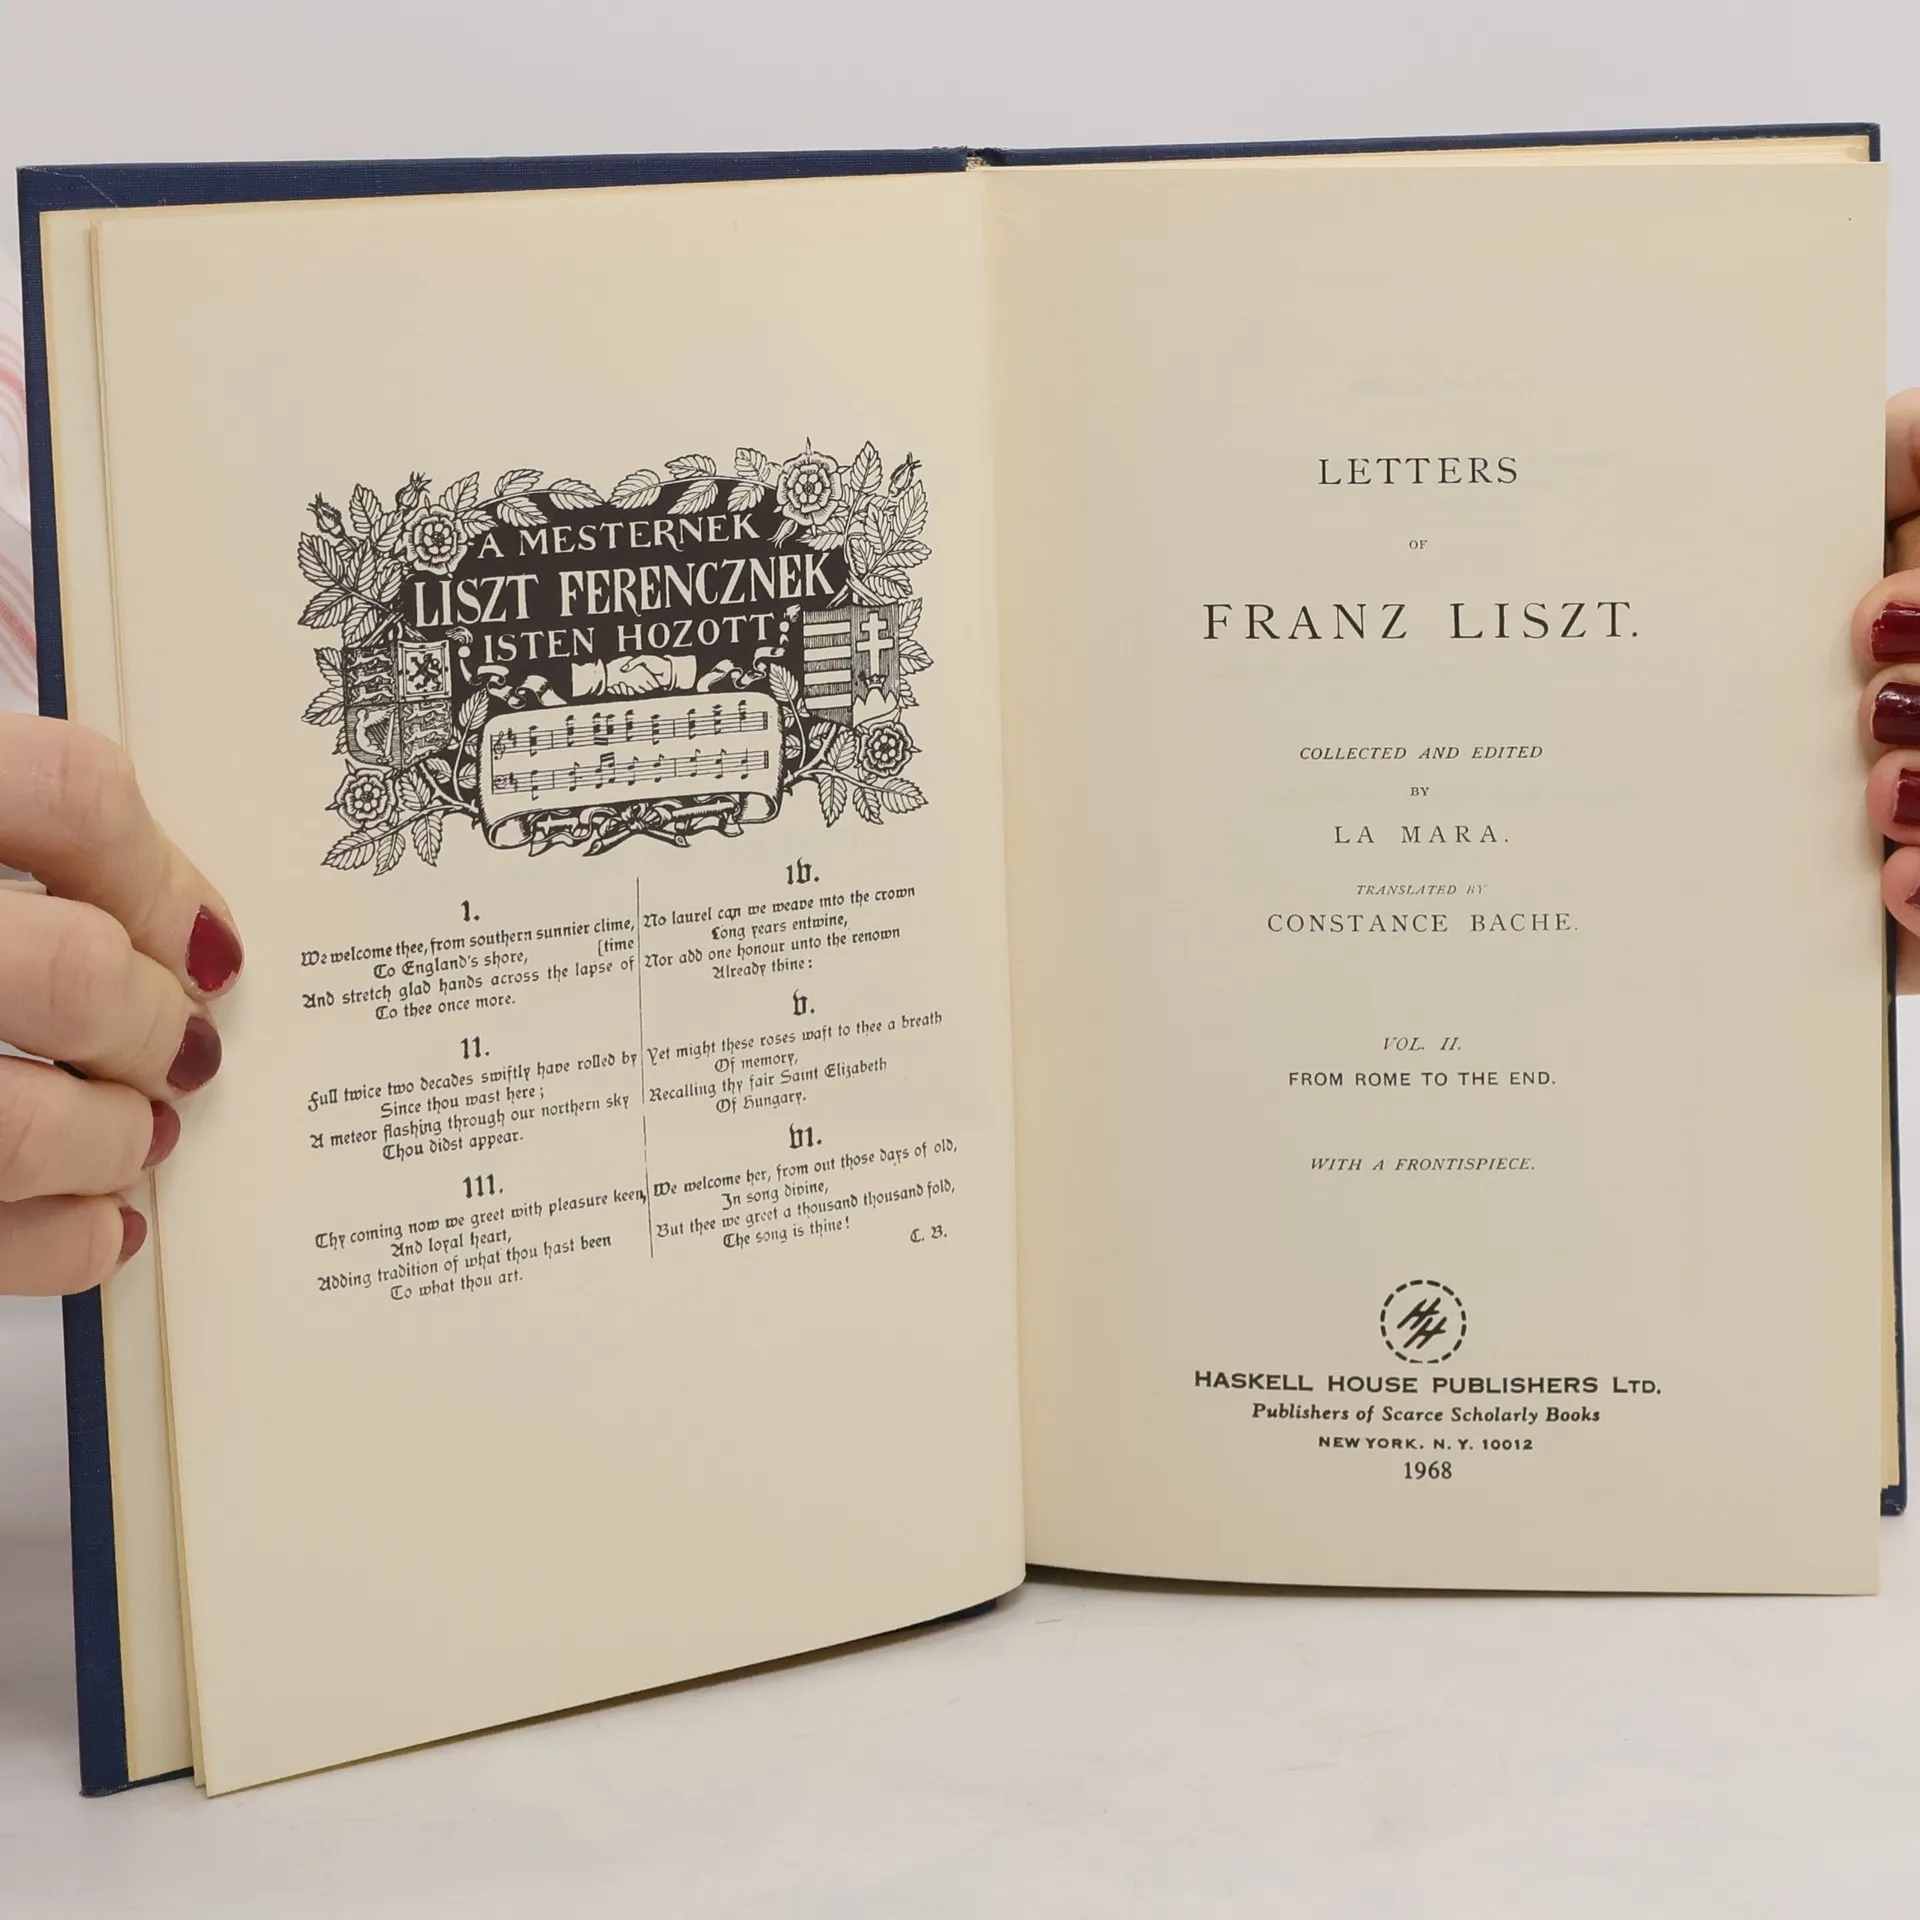 A MESTERNEK
LISZT FERENCZNEK
ISTEN HOZOTT;
I.
We welcome thee, from southern sunnier clime,
To England's shore, [time
And stretch glad hands across the lapse of
To thee once more.
II.
Full twice two decades swiftly have rolled by
Since thou wast here;
A meteor flashing through our northern sky
Thou didst appear.
III.
Thy coming now we greet with pleasure keen,
And loyal heart,
Adding tradition of what thou hast been
To what thou art.
IV.
No laurel can we weave into the crown
Long years entwine,
Nor add one honour unto the renown
Already thine:
V.
Yet might these roses waft to thee a breath
Of memory,
Recalling thy fair Saint Elizabeth
Of Hungary.
VI.
We welcome her, from out those days of old,
In song divine,
But thee we greet a thousand thousand fold,
The song is thine!
C. B.
LETTERS
OF
FRANZ LISZT.
COLLECTED AND EDITED
BY
LA MARA.
TRANSLATED BY
CONSTANCE BACHE.
VOL. II.
FROM ROME TO THE END.
WITH A FRONTISPIECE.
HH
HASKELL HOUSE PUBLISHERS LTD.
Publishers of Scarce Scholarly Books
NEW YORK. N. Y. 10012
1968